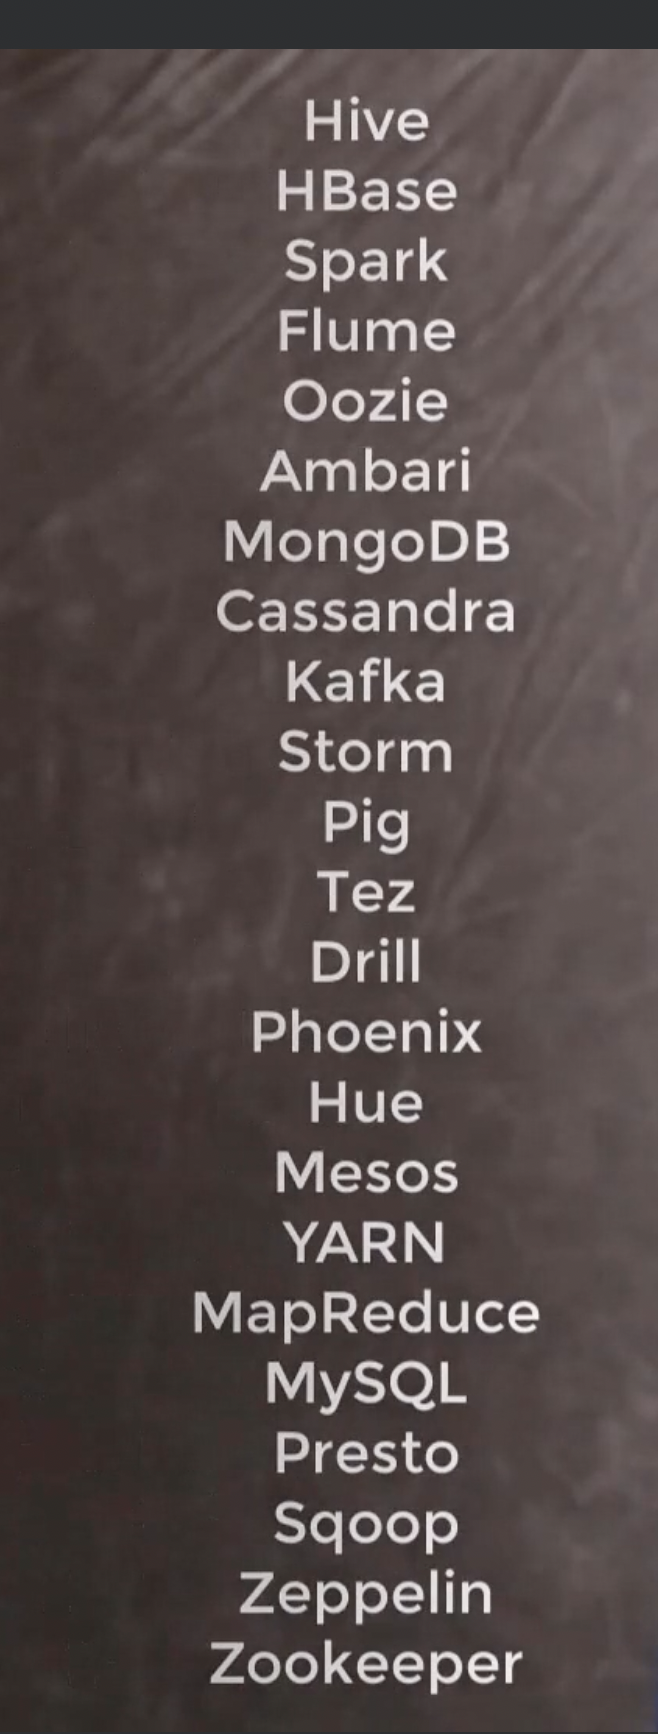 Hive
HBase
Spark
Flume
Oozie
Ambari
MongoDB
Cassandra
Kafka
Storm
Pig
Tez
Drill
Phoenix
Hue
Mesos
YARN
MapReduce
MySQL
Presto
Sqoop
Zeppelin
Zookeeper